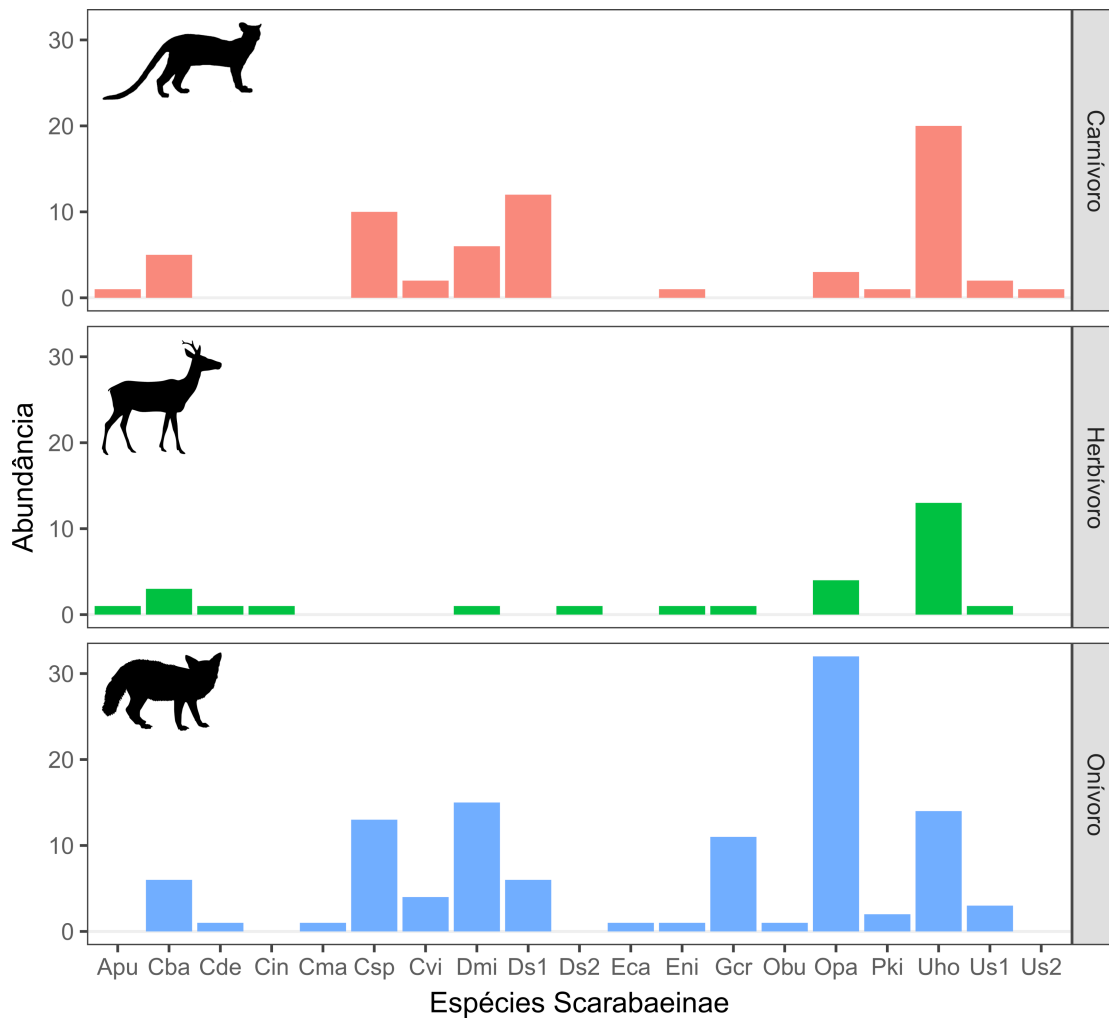 30
20
10
0
Carnívoro
30
20
10
0
Herbívoro
30
20
10
0
Onívoro
Abundância
Apu Cba Cde Cin Cma Csp Cvi Dmi Ds1 Ds2 Eca Eni Gcr Obu Opa Pki Uho Us1 Us2
Espécies Scarabaeinae